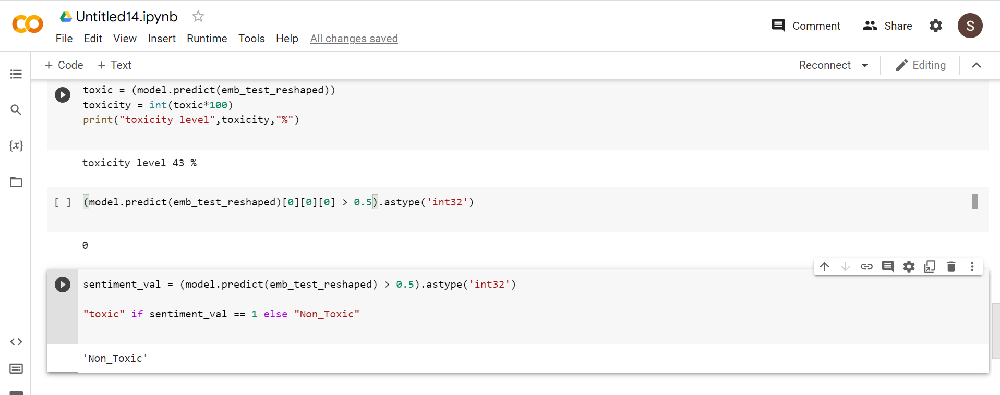 Untitled14.ipynb
File Edit View Insert Runtime Tools Help All changes saved
Comment Share S
+ Code + Text
Reconnect Editing
{x}
toxic = (model.predict(emb_test_reshaped))
toxicity = int(toxic*100)
print("toxicity level",toxicity,"%")
toxicity level 43 %
[ ] (model.predict(emb_test_reshaped)[0][0][0] > 0.5).astype('int32')
0
sentiment_val = (model.predict(emb_test_reshaped) > 0.5).astype('int32')
"toxic" if sentiment_val == 1 else "Non_Toxic"
'Non_Toxic'